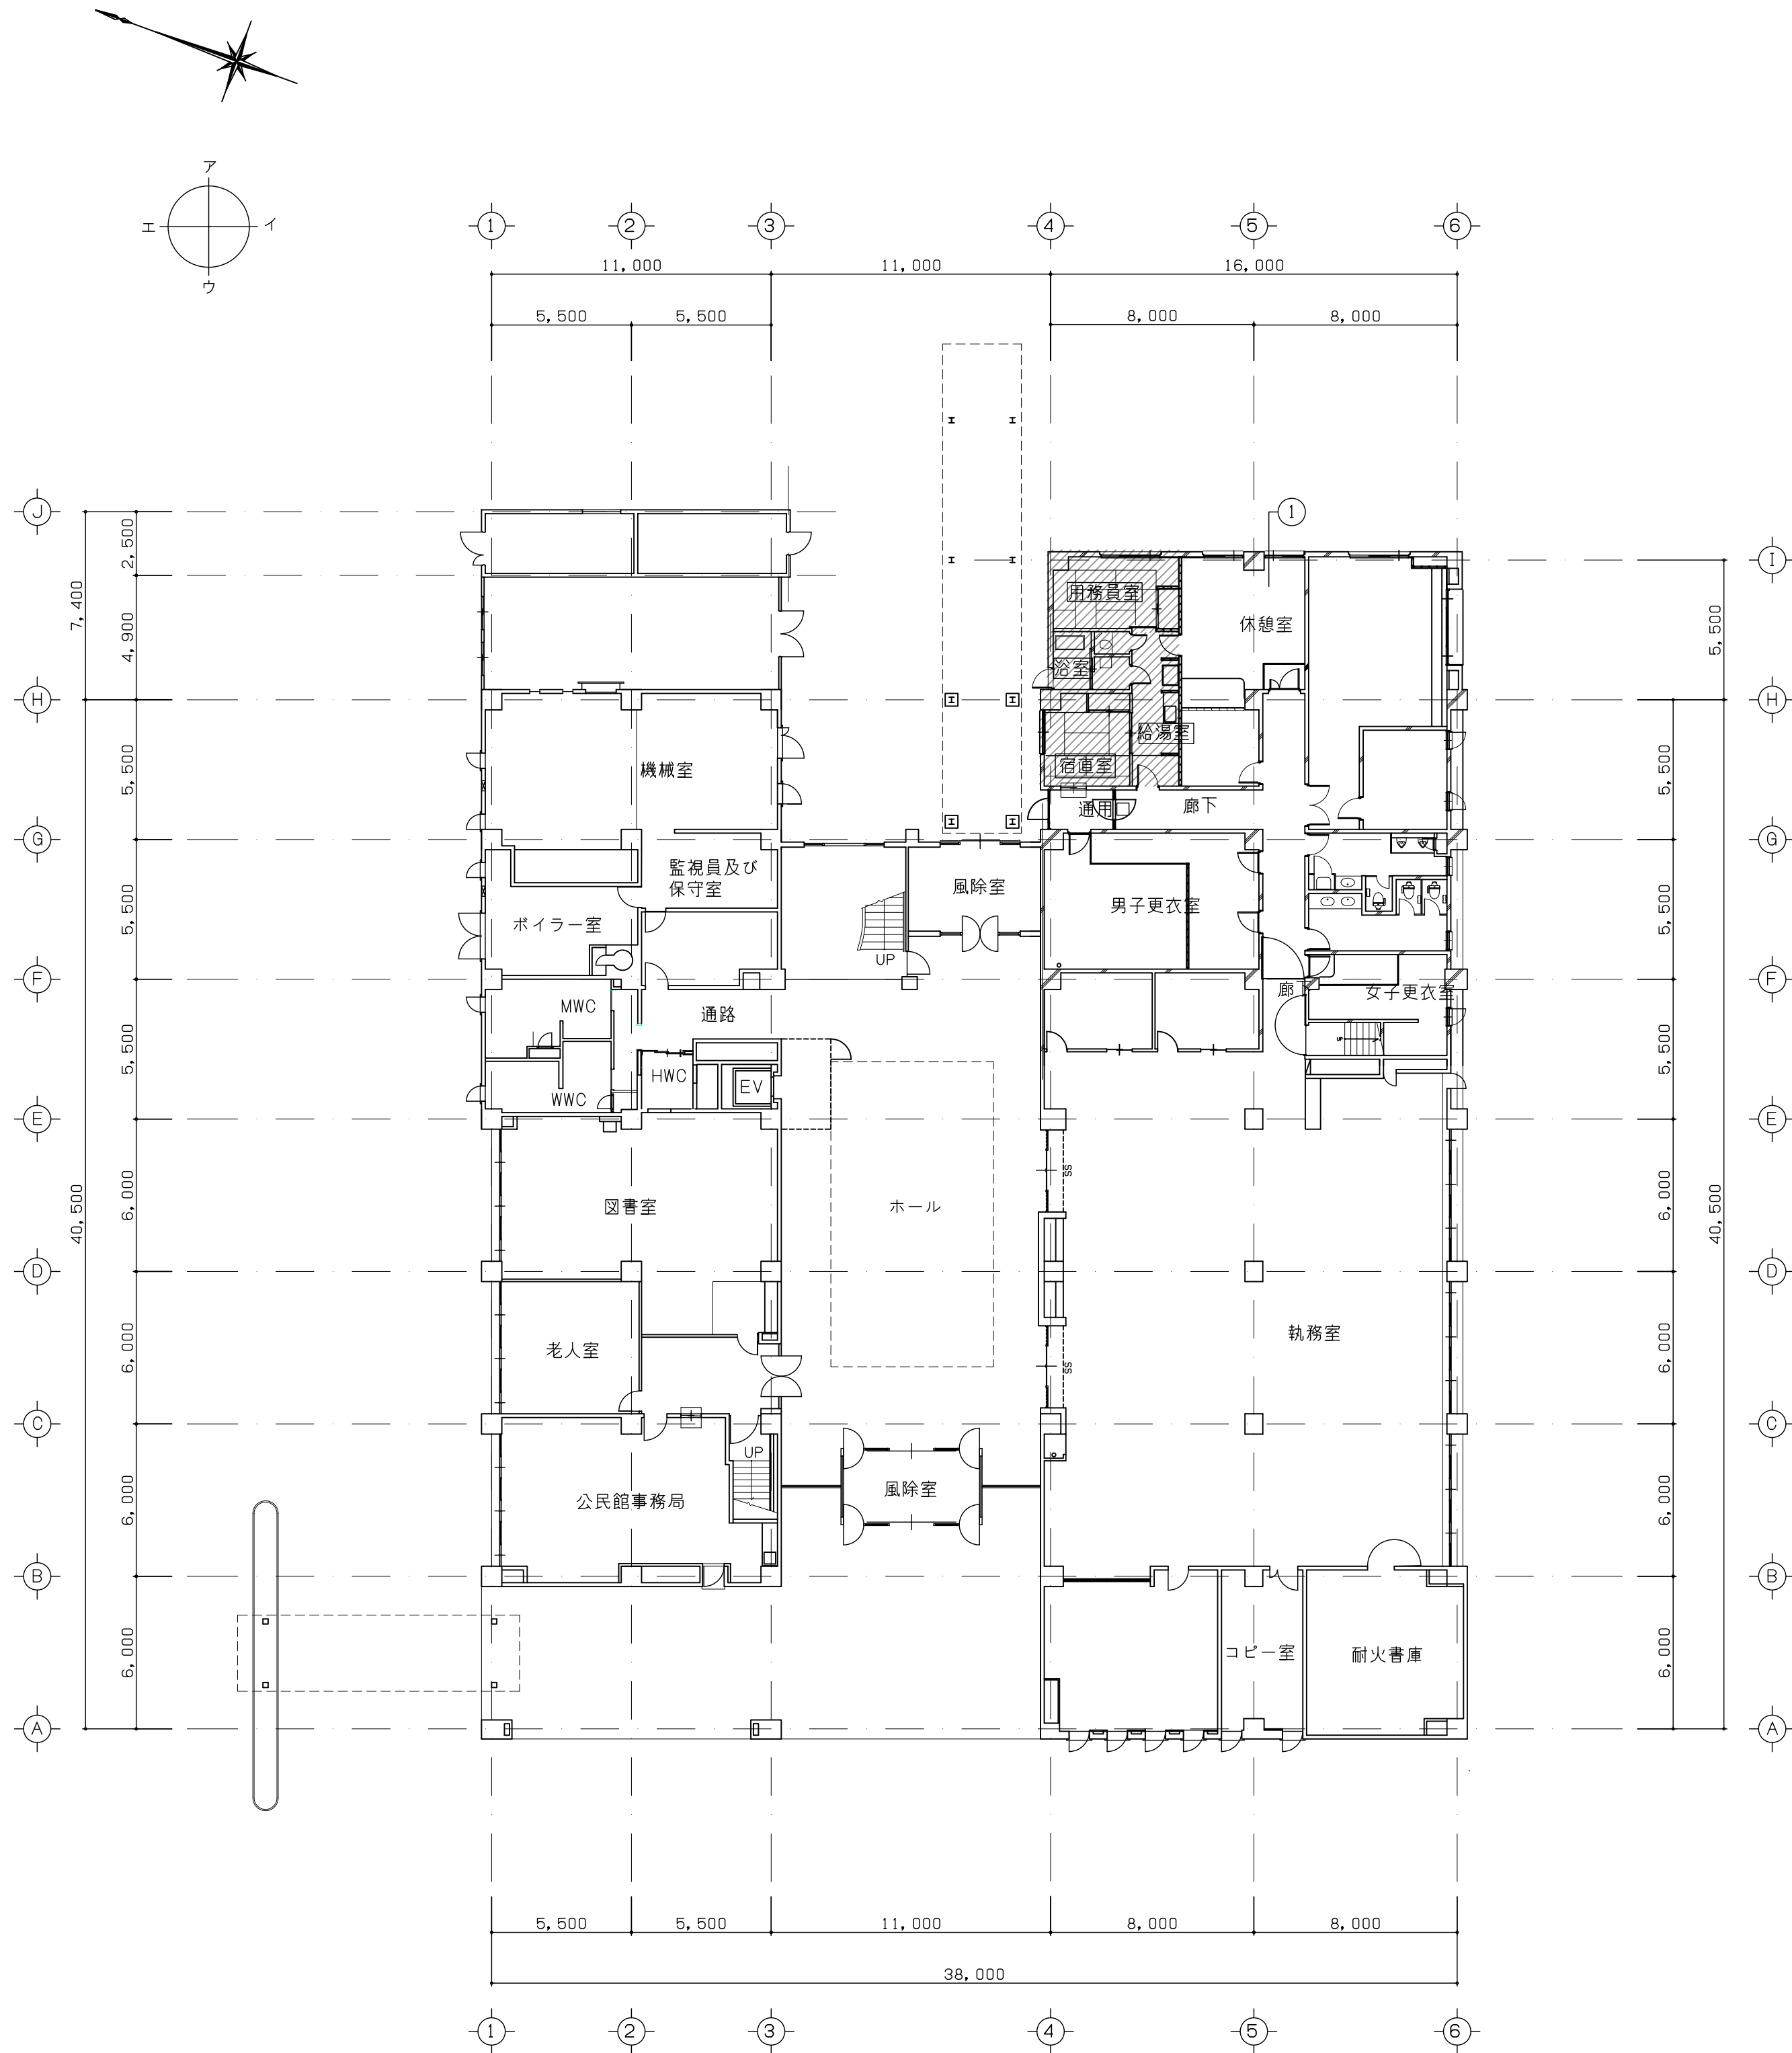 ア
エ
イ
ウ
1
2
3
4
5
6
11,000
11,000
16,000
5,500
5,500
8,000
8,000
J
2,500
7,400
4,900
H
5,500
G
5,500
F
5,500
E
6,000
40,500
D
6,000
C
6,000
B
6,000
A
1
I
5,500
H
5,500
G
5,500
F
5,500
E
6,000
40,500
D
6,000
C
6,000
B
6,000
A
用務員室
休憩室
浴室
給湯室
宿直室
通用
廊下
機械室
監視員及び
保守室
ボイラー室
風除室
UP
男子更衣室
廊下
女子更衣室
UP
MWC
通路
HWC
EV
WWC
図書室
ホール
SS
SS
執務室
老人室
UP
公民館事務局
風除室
コピー室
耐火書庫
5,500
5,500
11,000
8,000
8,000
38,000
1
2
3
4
5
6